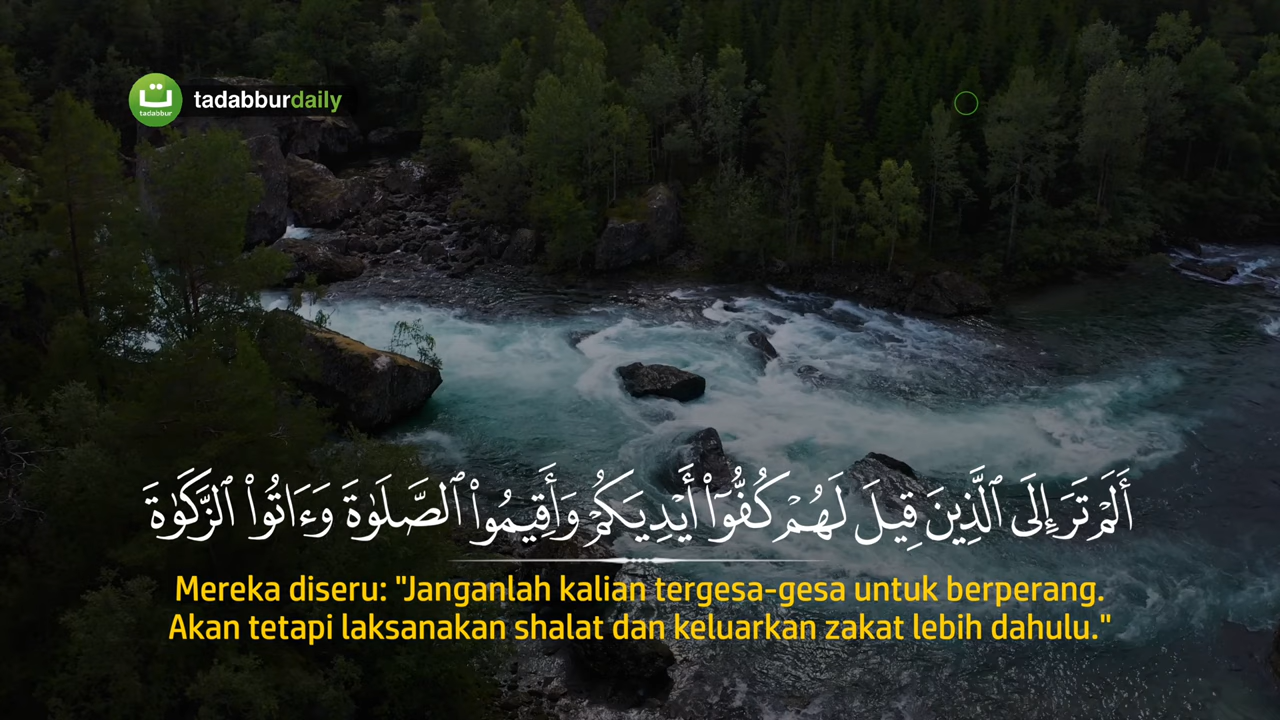 ت
tadabbur
tadabburdaily
أَلَمْ تَرَ إِلَى ٱلَّذِينَ قِيلَ لَهُمْ كُفُّوٓا۟ أَيْدِيَكُمْ وَأَقِيمُوا۟ ٱلصَّلَوٰةَ وَءَاتُوا۟ ٱلزَّكَوٰةَ
Mereka diseru: "Janganlah kalian tergesa-gesa untuk berperang.
Akan tetapi laksanakan shalat dan keluarkan zakat lebih dahulu."